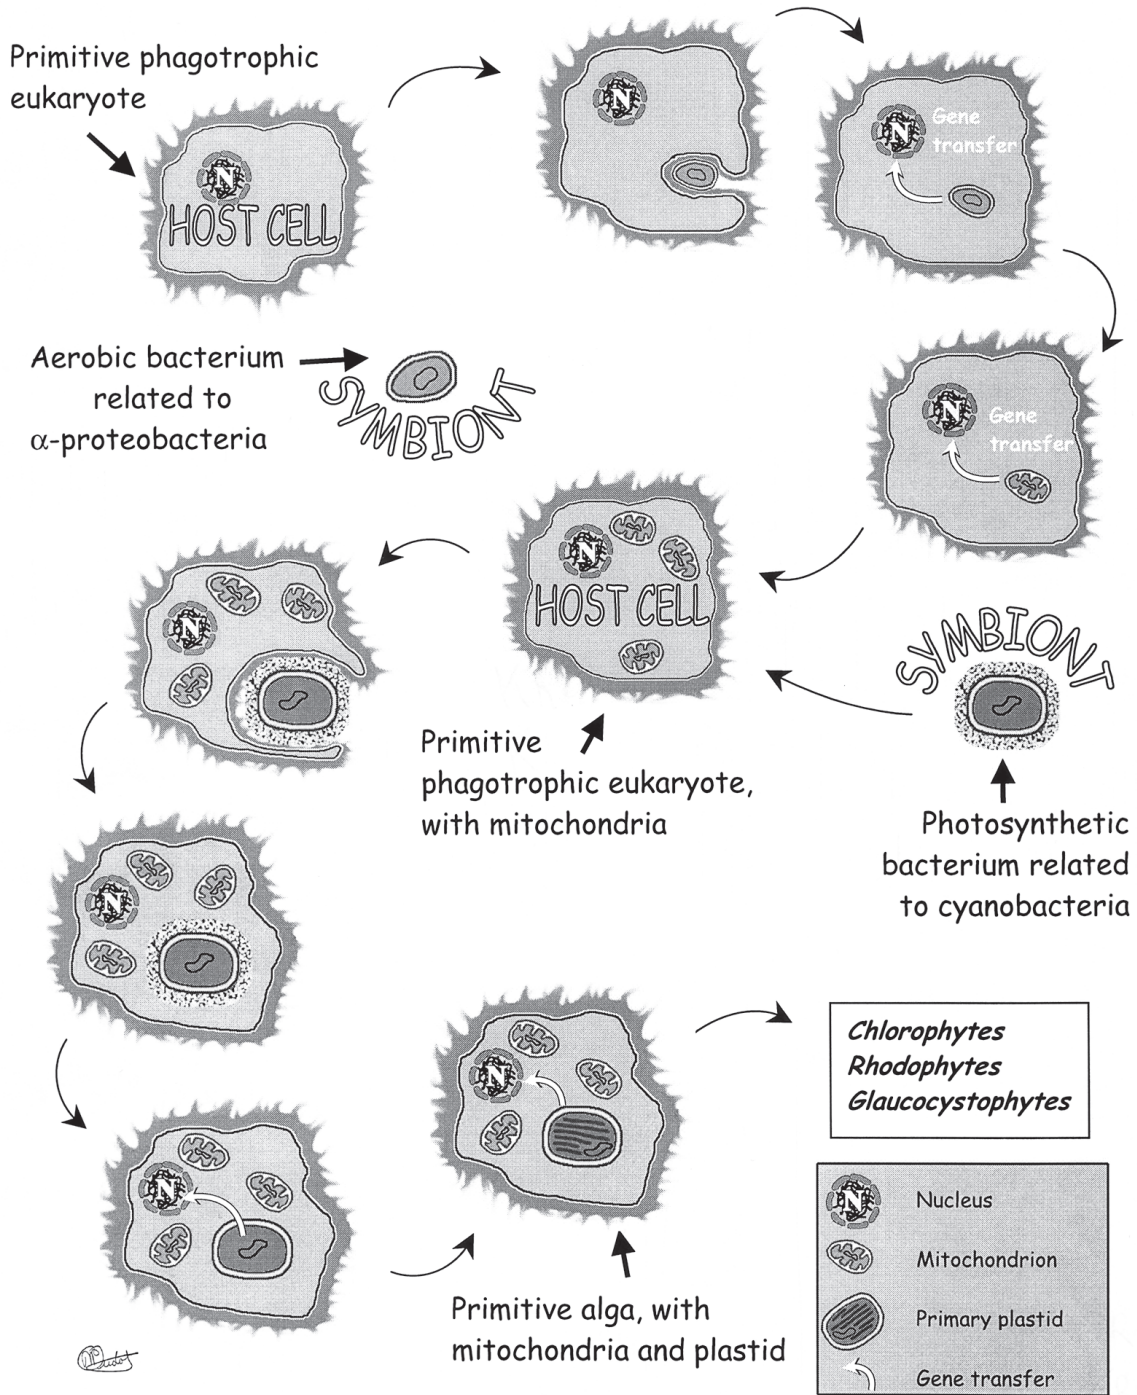 Primitive phagotrophic
eukaryote
N
HOST CELL
N
N
Gene
transfer
Aerobic bacterium
related to
α-proteobacteria
SYMBIONT
N
Gene
transfer
N
HOST CELL
N
SYMBIONT
Primitive
phagotrophic eukaryote,
with mitochondria
Photosynthetic
bacterium related
to cyanobacteria
N
N
Chlorophytes
Rhodophytes
Glaucocystophytes
N
Primitive alga, with
mitochondria and plastid
N
Nucleus
Mitochondrion
Primary plastid
Gene transfer